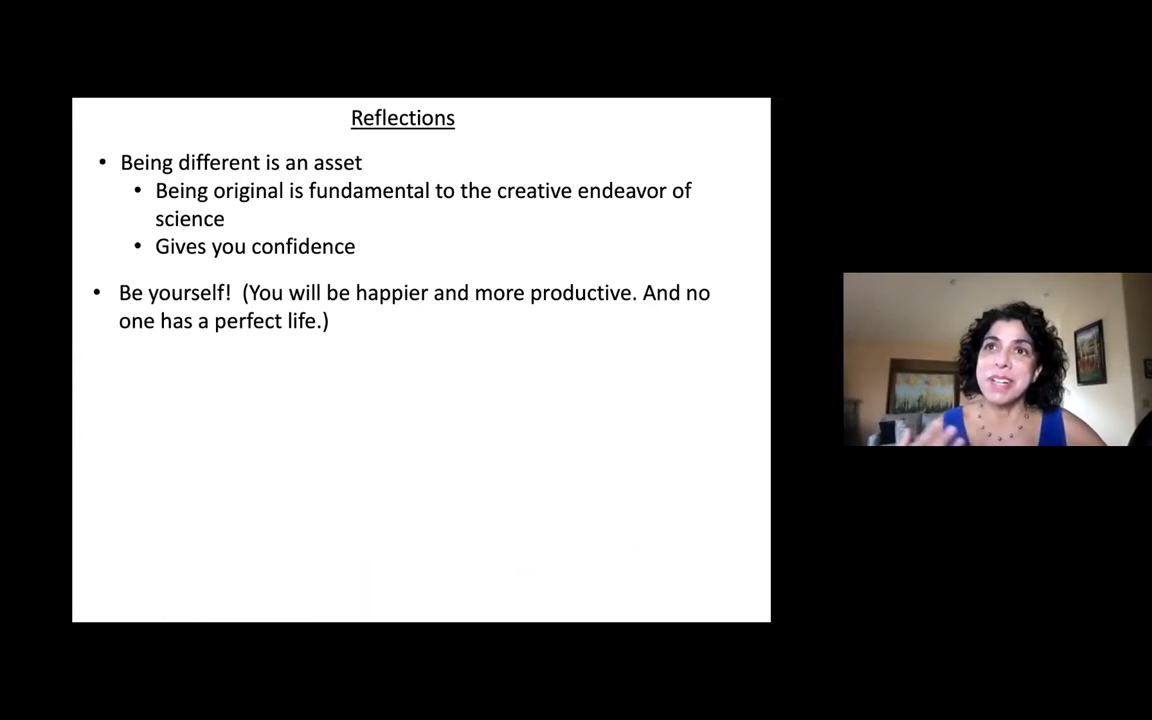 Reflections
• Being different is an asset
• Being original is fundamental to the creative endeavor of
science
• Gives you confidence
• Be yourself!  (You will be happier and more productive. And no
one has a perfect life.)